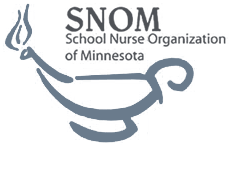 SNOM
School Nurse Organization
of Minnesota